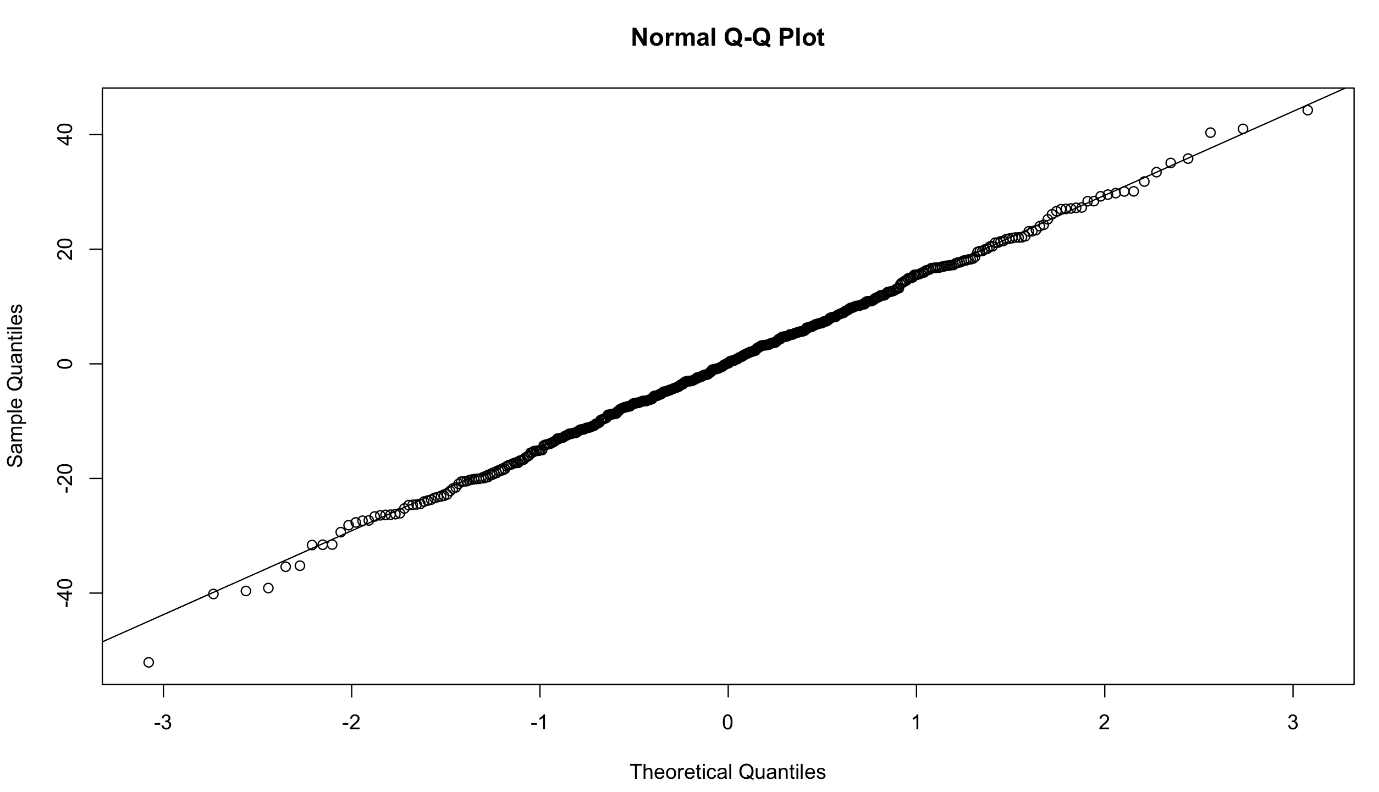 Normal Q-Q Plot
Sample Quantiles
40
20
0
-20
-40
-3 -2 -1 0 1 2 3
Theoretical Quantiles